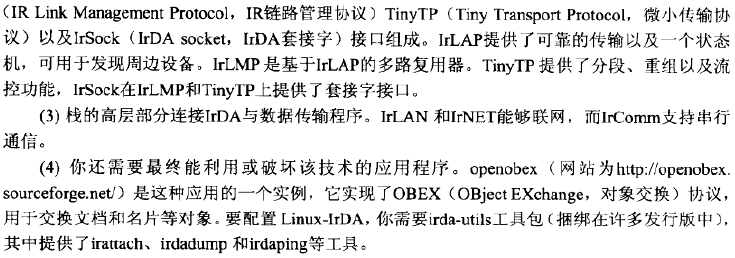 （IR Link Management Protocol，IR链路管理协议）TinyTP（Tiny Transport Protocol，微小传输协
议）以及IrSock（IrDA socket，IrDA套接字）接口组成。IrLAP提供了可靠的传输以及一个状态
机，可用于发现周边设备。IrLMP是基于IrLAP的多路复用器。TinyTP 提供了分段、重组以及流
控功能，IrSock在IrLMP和TinyTP上提供了套接字接口。
(3) 栈的高层部分连接IrDA与数据传输程序。IrLAN 和IrNET能够联网，而IrComm支持串行
通信。
(4) 你还需要最终能利用或破坏该技术的应用程序。openobex（网站为http://openobex.
sourceforge.net/）是这种应用的一个实例，它实现了OBEX（OBject EXchange，对象交换）协议，
用于交换文档和名片等对象。要配置 Linux-IrDA，你需要irda-utils工具包（捆绑在许多发行版中），
其中提供了irattach、irdadump 和irdaping等工具。